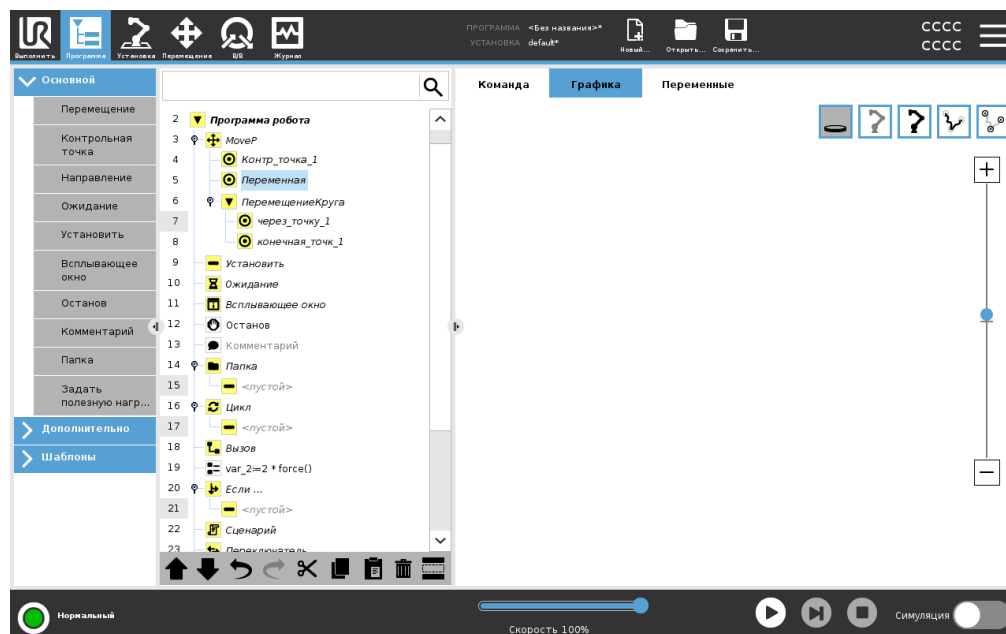 ПРОГРАММА <Без названия>*
УСТАНОВКА default*
Новый...
Открыть...
Сохранить...
CCCC
CCCC
Выполнить
Программа
Установка
Перемещение
В/В
Журнал
Основной
Перемещение
Контрольная
точка
Направление
Ожидание
Установить
Всплывающее
окно
Останов
Комментарий
Папка
Задать
полезную нагр...
Дополнительно
Шаблоны
2 Программа робота
3 MoveP
4 Контр_точка_1
5 Переменная
6 ПеремещениеКруга
7 через_точку_1
8 конечная_точк_1
9 Установить
10 Ожидание
11 Всплывающее окно
12 Останов
13 Комментарий
14 Папка
15 <пустой>
16 Цикл
17 <пустой>
18 Вызов
19 var_2:=2 * force()
20 Если ...
21 <пустой>
22 Сценарий
23 Переключатель
Команда
Графика
Переменные
Нормальный
Скорость 100%
Симуляция